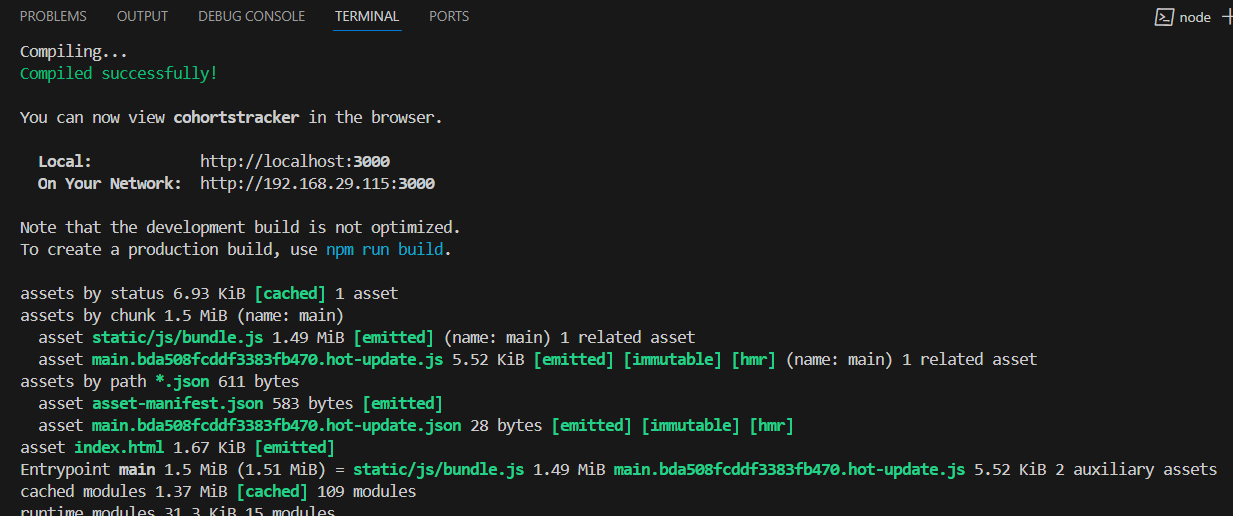 PROBLEMS OUTPUT DEBUG CONSOLE TERMINAL PORTS node
Compiling...
Compiled successfully!
You can now view cohortstracker in the browser.
Local: http://localhost:3000
On Your Network: http://192.168.29.115:3000
Note that the development build is not optimized.
To create a production build, use npm run build.
assets by status 6.93 KiB [cached] 1 asset
assets by chunk 1.5 MiB (name: main)
asset static/js/bundle.js 1.49 MiB [emitted] (name: main) 1 related asset
asset main.bda508fcddf3383fb470.hot-update.js 5.52 KiB [emitted] [immutable] [hmr] (name: main) 1 related asset
assets by path *.json 611 bytes
asset asset-manifest.json 583 bytes [emitted]
asset main.bda508fcddf3383fb470.hot-update.json 28 bytes [emitted] [immutable] [hmr]
asset index.html 1.67 KiB [emitted]
Entrypoint main 1.5 MiB (1.51 MiB) = static/js/bundle.js 1.49 MiB main.bda508fcddf3383fb470.hot-update.js 5.52 KiB 2 auxiliary assets
cached modules 1.37 MiB [cached] 109 modules
runtime modules 31.3 KiB 15 modules